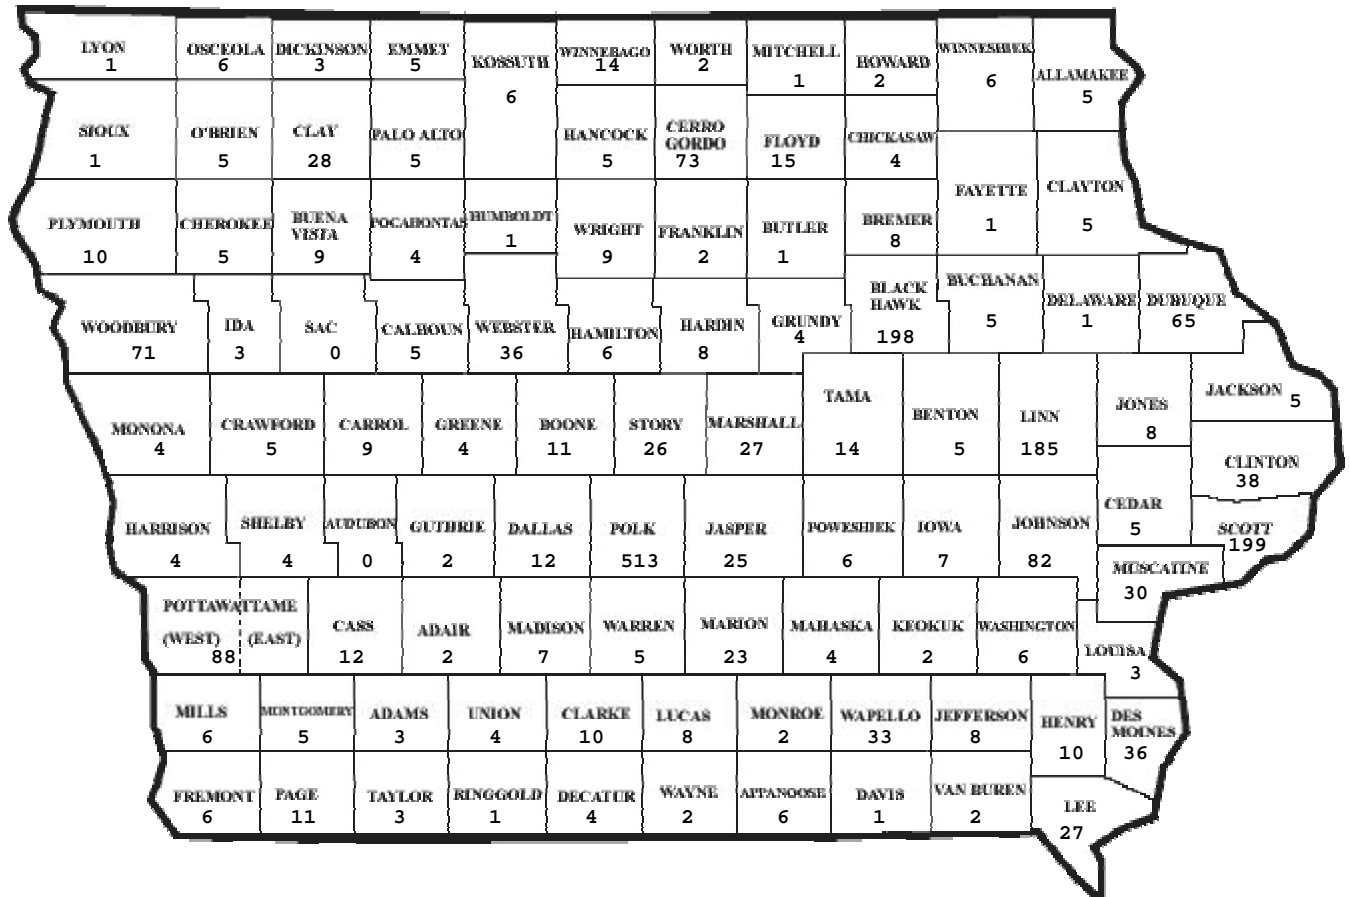 LYON OSCEOLA DICKINSON EMMET KOSSUTH WINNEBAGO WORTH MITCHELL HOWARD WINNESHIEK ALLAMAKEE
1 6 3 5 6 14 2 1 2 6 5
SIOUX O'BRIEN CLAY PALO ALTO HANCOCK CERRO GORDO FLOYD CHICKASAW
1 5 28 5 5 73 15 4
PLYMOUTH CHEROKEE BUENA VISTA POCAHONTAS HUMBOLDT WRIGHT FRANKLIN BUTLER BREMER FAYETTE CLAYTON
10 5 9 4 1 9 2 1 8 1 5
WOODBURY IDA SAC CALHOUN WEBSTER HAMILTON HARDIN GRUNDY BLACK HAWK BUCHANAN DELAWARE DUBUQUE
71 3 0 5 36 6 8 4 198 5 1 65
MONONA CRAWFORD CARROL GREENE BOONE STORY MARSHALL TAMA BENTON LINN JONES JACKSON
4 5 9 4 11 26 27 14 5 185 8 5
CLINTON
38
HARRISON SHELBY AUDUBON GUTHRIE DALLAS POLK JASPER POWESHIEK IOWA JOHNSON CEDAR SCOTT
4 4 0 2 12 513 25 6 7 82 5 199
MUSCATINE
30
POTTAWATTAME
(WEST) (EAST) CASS ADAIR MADISON WARREN MARION MAHASKA KEOKUK WASHINGTON LOUISA
88 12 2 7 5 23 4 2 6 3
MILLS MONTGOMERY ADAMS UNION CLARKE LUCAS MONROE WAPELLO JEFFERSON HENRY DES MOINES
6 5 3 4 10 8 2 33 8 10 36
FREMONT PAGE TAYLOR RINGGOLD DECATUR WAYNE APPANOOSE DAVIS VAN BUREN LEE
6 11 3 1 4 2 6 1 2 27